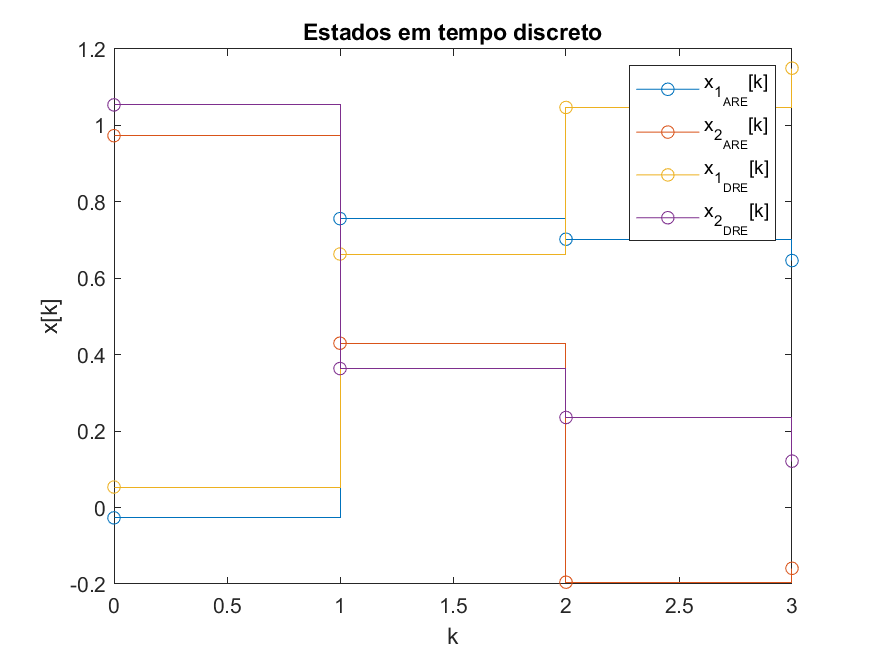 Estados em tempo discreto
1.2
1
0.8
0.6
0.4
0.2
0
-0.2
x[k]
0 0.5 1 1.5 2 2.5 3
k
x1ARE[k]
x2ARE[k]
x1DRE[k]
x2DRE[k]